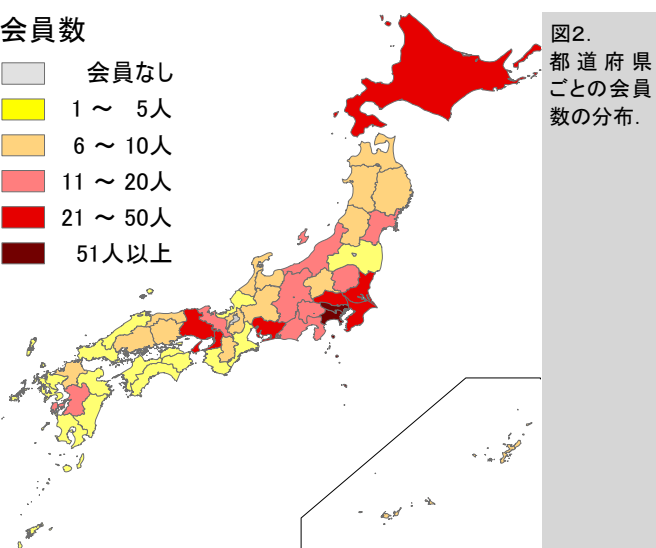 会員数
会員なし
1 ～ 5人
6 ～ 10人
11 ～ 20人
21 ～ 50人
51人以上
図2.
都道府県
ごとの会員
数の分布.